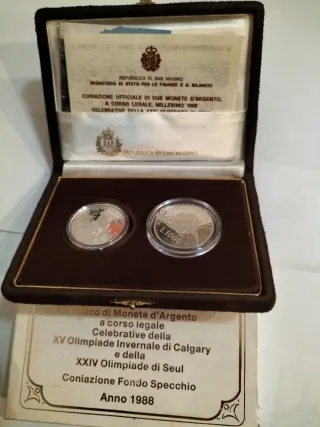 REPUBBLICA DI SAN MARINO
SEGRETERIA DI STATO PER LE FINANZE E IL BILANCIO
CONIAZIONE UFFICIALE DI DUE MONETE D'ARGENTO,
A CORSO LEGALE, MILLESIMO 1988
CELEBRATIVE DELLA
REPUBBLICA DI SAN MARINO
L.1000
di Monete d'Argento
a corso legale
Celebrative della
XV Olimpiade Invernale di Calgary
e della
XXIV Olimpiade di Seul
Coniazione Fondo Specchio
Anno 1988